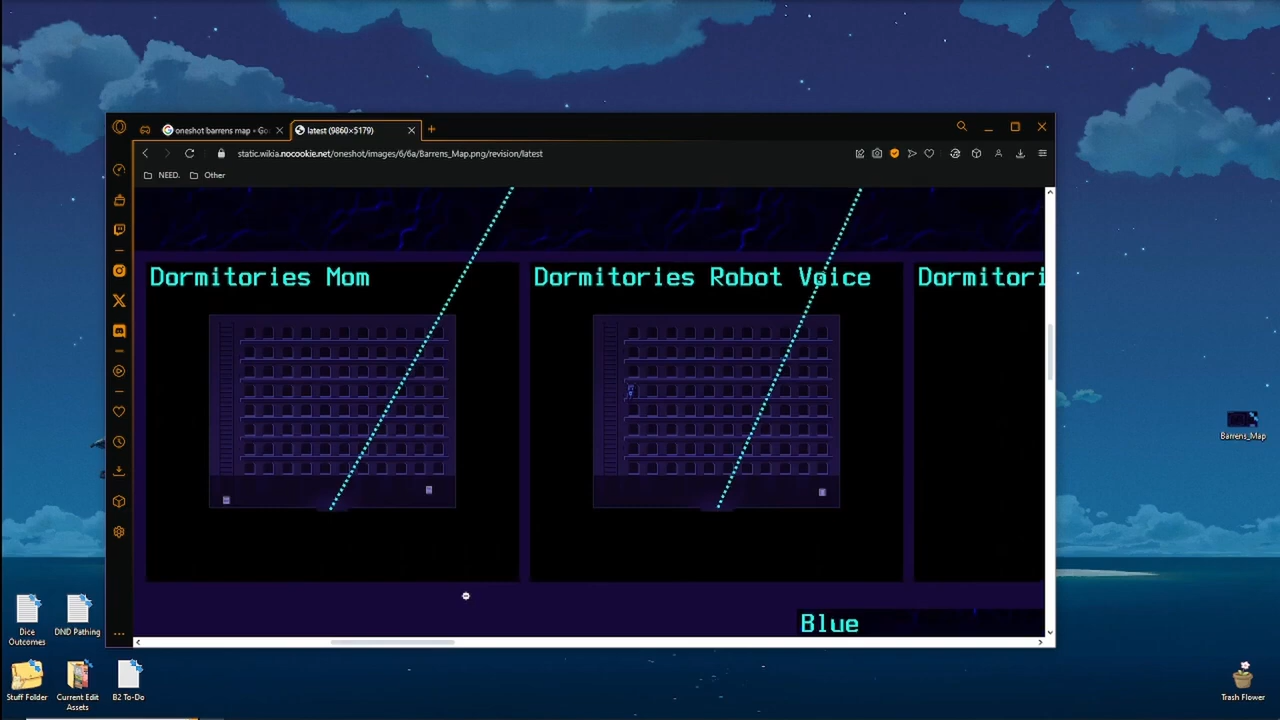 oneshot barrens map - Go
latest (9860×5179)
static.wikia.nocookie.net/oneshot/images/6/6a/Barrens_Map.png/revision/latest
NEED.
Other
Dormitories Mom
Dormitories Robot Voice
Dormitori
Blue
Barrens_Map
Dice
Outcomes
DND Pathing
Stuff Folder
Current Edit
Assets
B2 To-Do
Trash Flower